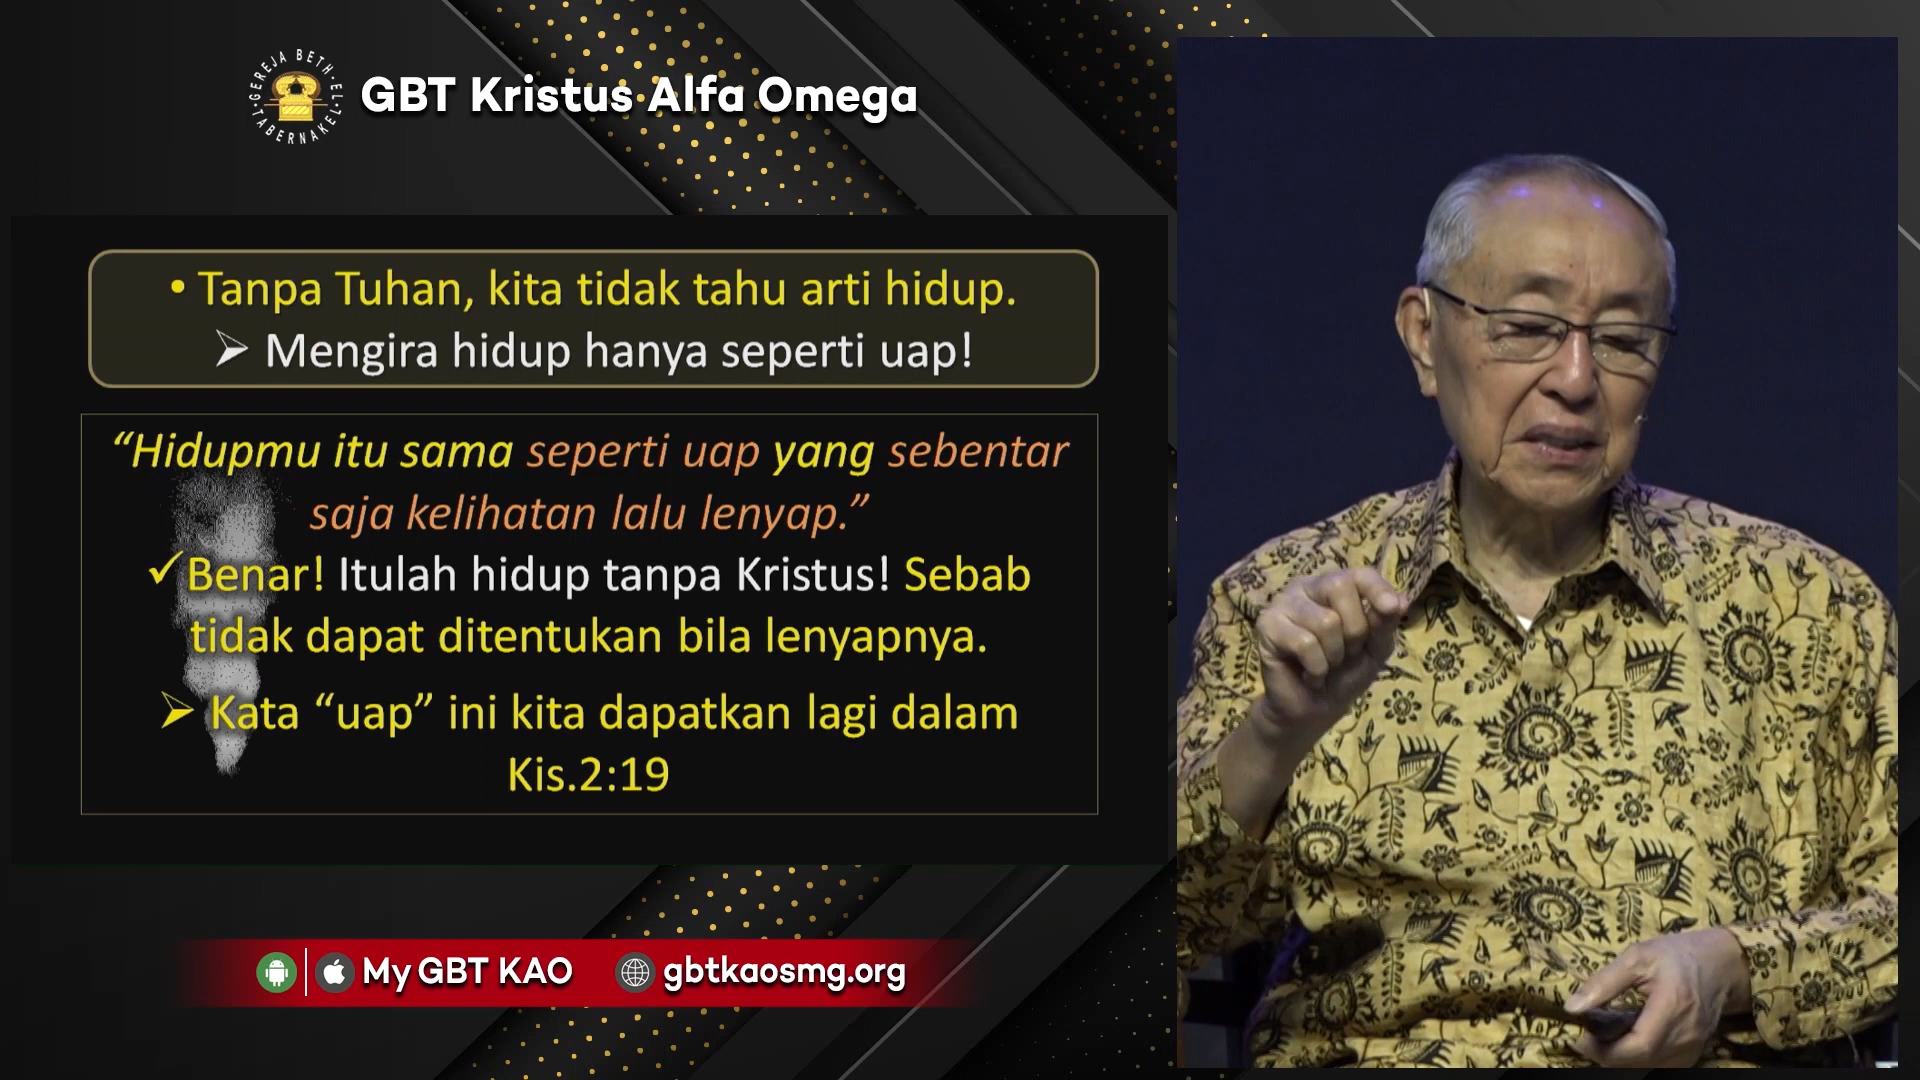 GEREJA BETH-EL TABERNAKEL
GBT Kristus Alfa Omega
• Tanpa Tuhan, kita tidak tahu arti hidup.
➢ Mengira hidup hanya seperti uap!
“Hidupmu itu sama seperti uap yang sebentar
saja kelihatan lalu lenyap.”
✓Benar! Itulah hidup tanpa Kristus! Sebab
tidak dapat ditentukan bila lenyapnya.
➢ Kata “uap” ini kita dapatkan lagi dalam
Kis.2:19
My GBT KAO
gbtkaosmg.org